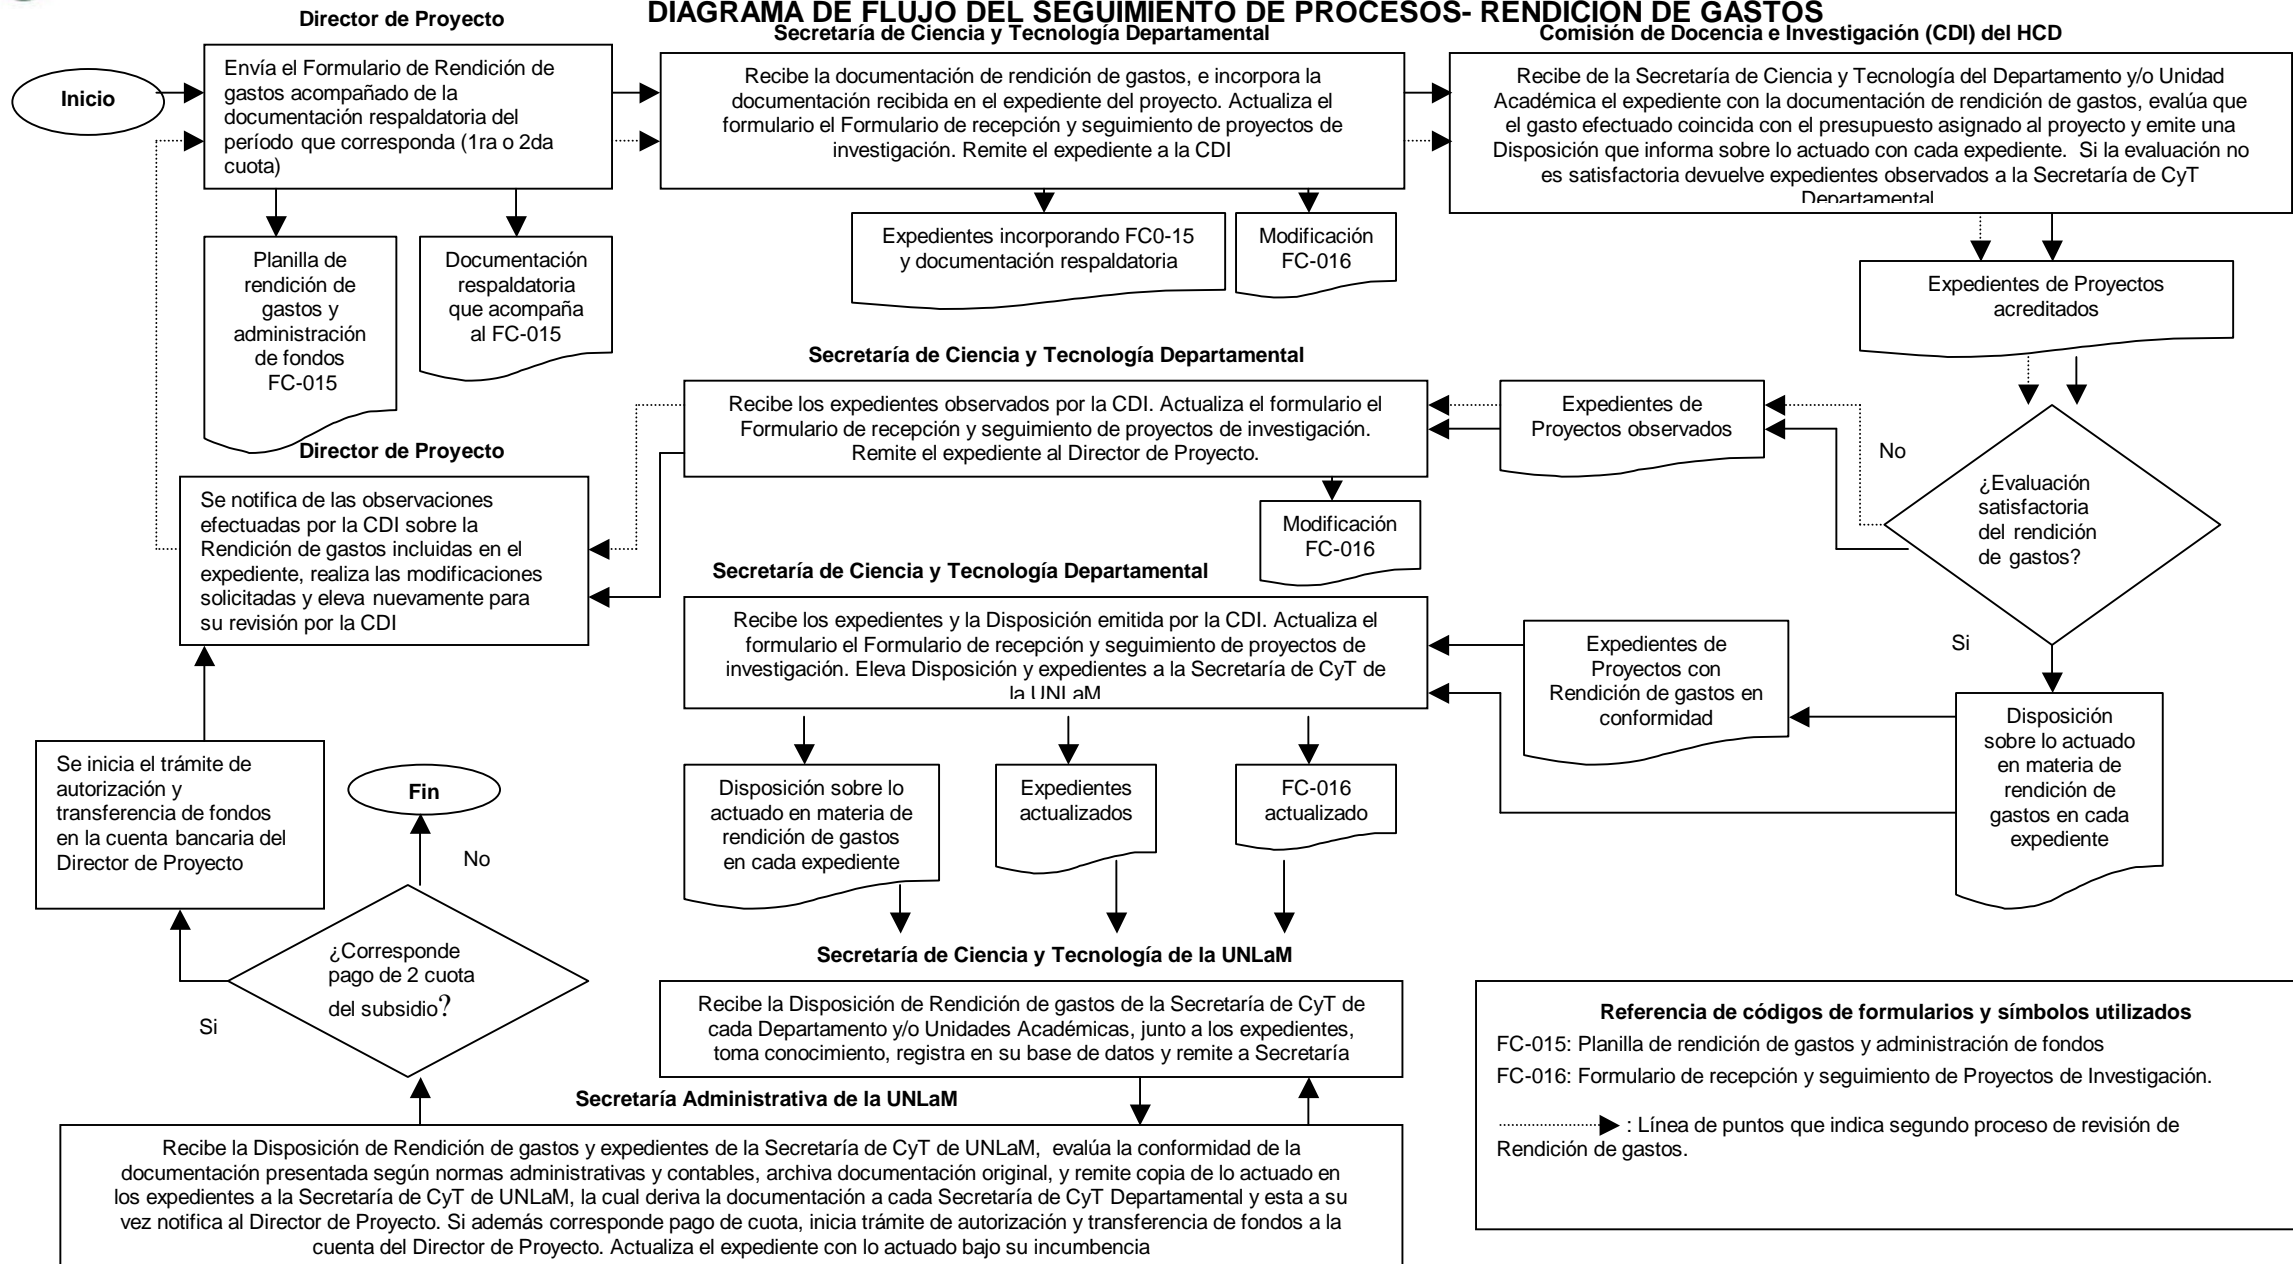 DIAGRAMA DE FLUJO DEL SEGUIMIENTO DE PROCESOS- RENDICIÓN DE GASTOS
Director de Proyecto
Secretaría de Ciencia y Tecnología Departamental
Comisión de Docencia e Investigación (CDI) del HCD
Inicio
Envía el Formulario de Rendición de
gastos acompañado de la
documentación respaldatoria del
período que corresponda (1ra o 2da
cuota)
Recibe la documentación de rendición de gastos, e incorpora la
documentación recibida en el expediente del proyecto. Actualiza el
formulario el Formulario de recepción y seguimiento de proyectos de
investigación. Remite el expediente a la CDI
Recibe de la Secretaría de Ciencia y Tecnología del Departamento y/o Unidad
Académica el expediente con la documentación de rendición de gastos, evalúa que
el gasto efectuado coincida con el presupuesto asignado al proyecto y emite una
Disposición que informa sobre lo actuado con cada expediente. Si la evaluación no
es satisfactoria devuelve expedientes observados a la Secretaría de CyT
Departamental
Planilla de
rendición de
gastos y
administración
de fondos
FC-015
Documentación
respaldatoria
que acompaña
al FC-015
Expedientes incorporando FC0-15
y documentación respaldatoria
Modificación
FC-016
Expedientes de Proyectos
acreditados
Secretaría de Ciencia y Tecnología Departamental
Recibe los expedientes observados por la CDI. Actualiza el formulario el
Formulario de recepción y seguimiento de proyectos de investigación.
Remite el expediente al Director de Proyecto.
Expedientes de
Proyectos observados
No
¿Evaluación
satisfactoria
del rendición
de gastos?
Modificación
FC-016
Director de Proyecto
Se notifica de las observaciones
efectuadas por la CDI sobre la
Rendición de gastos incluidas en el
expediente, realiza las modificaciones
solicitadas y eleva nuevamente para
su revisión por la CDI
Secretaría de Ciencia y Tecnología Departamental
Recibe los expedientes y la Disposición emitida por la CDI. Actualiza el
formulario el Formulario de recepción y seguimiento de proyectos de
investigación. Eleva Disposición y expedientes a la Secretaría de CyT de
la UNLaM
Expedientes de
Proyectos con
Rendición de gastos en
conformidad
Si
Disposición
sobre lo actuado
en materia de
rendición de
gastos en cada
expediente
Se inicia el trámite de
autorización y
transferencia de fondos
en la cuenta bancaria del
Director de Proyecto
Fin
No
Disposición sobre lo
actuado en materia de
rendición de gastos
en cada expediente
Expedientes
actualizados
FC-016
actualizado
¿Corresponde
pago de 2 cuota
del subsidio?
Si
Secretaría de Ciencia y Tecnología de la UNLaM
Recibe la Disposición de Rendición de gastos de la Secretaría de CyT de
cada Departamento y/o Unidades Académicas, junto a los expedientes,
toma conocimiento, registra en su base de datos y remite a Secretaría
Secretaría Administrativa de la UNLaM
Recibe la Disposición de Rendición de gastos y expedientes de la Secretaría de CyT de UNLaM, evalúa la conformidad de la
documentación presentada según normas administrativas y contables, archiva documentación original, y remite copia de lo actuado en
los expedientes a la Secretaría de CyT de UNLaM, la cual deriva la documentación a cada Secretaría de CyT Departamental y esta a su
vez notifica al Director de Proyecto. Si además corresponde pago de cuota, inicia trámite de autorización y transferencia de fondos a la
cuenta del Director de Proyecto. Actualiza el expediente con lo actuado bajo su incumbencia
Referencia de códigos de formularios y símbolos utilizados
FC-015: Planilla de rendición de gastos y administración de fondos
FC-016: Formulario de recepción y seguimiento de Proyectos de Investigación.
: Línea de puntos que indica segundo proceso de revisión de
Rendición de gastos.